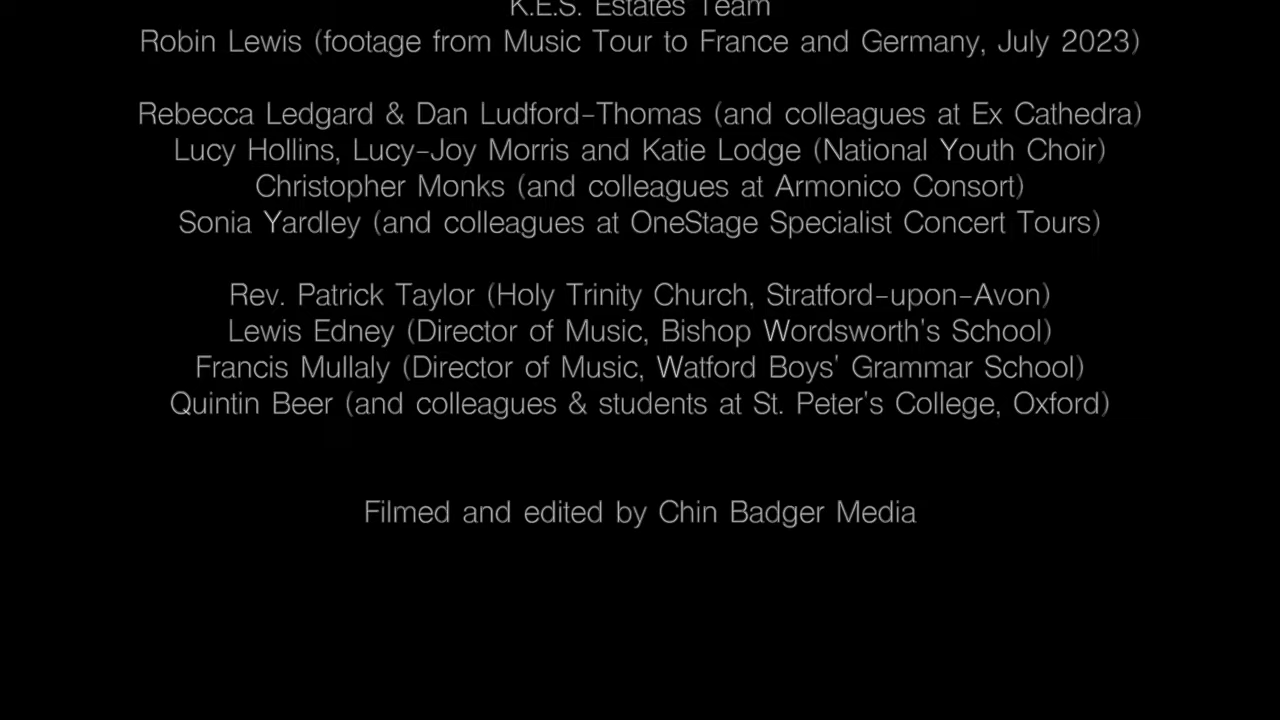 K.E.S. Estates Team
Robin Lewis (footage from Music Tour to France and Germany, July 2023)
Rebecca Ledgard & Dan Ludford-Thomas (and colleagues at Ex Cathedra)
Lucy Hollins, Lucy-Joy Morris and Katie Lodge (National Youth Choir)
Christopher Monks (and colleagues at Armonico Consort)
Sonia Yardley (and colleagues at OneStage Specialist Concert Tours)
Rev. Patrick Taylor (Holy Trinity Church, Stratford-upon-Avon)
Lewis Edney (Director of Music, Bishop Wordsworth's School)
Francis Mullaly (Director of Music, Watford Boys' Grammar School)
Quintin Beer (and colleagues & students at St. Peter's College, Oxford)
Filmed and edited by Chin Badger Media